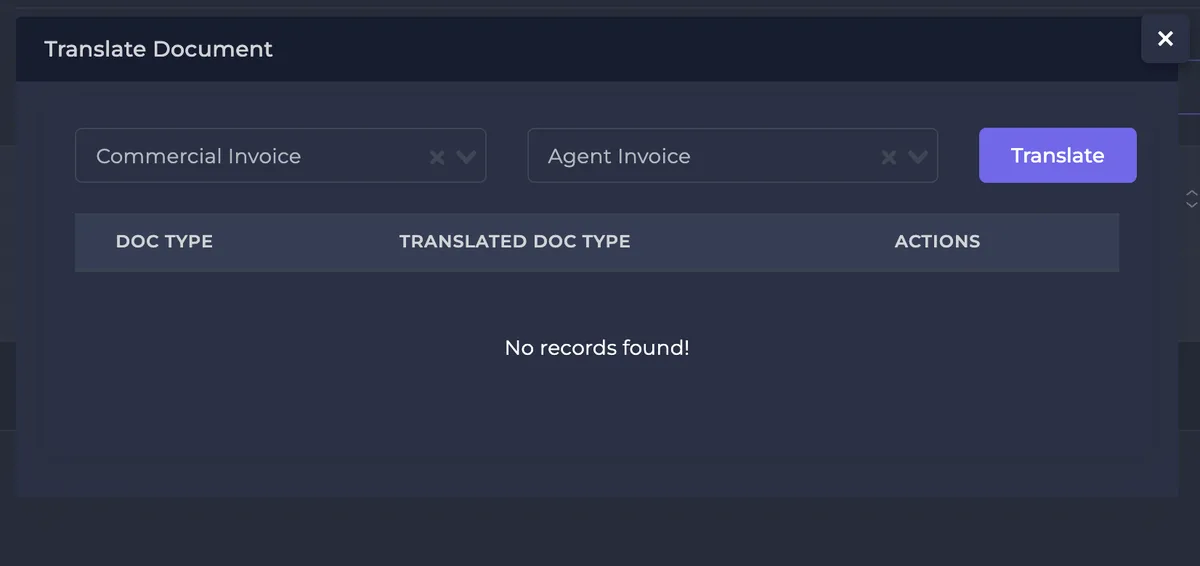 Translate Document
Commercial Invoice
Agent Invoice
Translate
DOC TYPE
TRANSLATED DOC TYPE
ACTIONS
No records found!